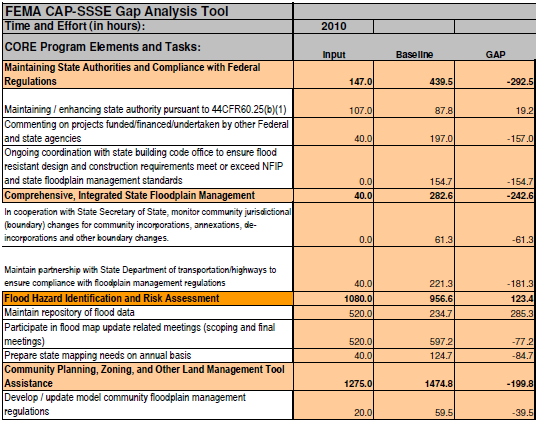 FEMA CAP-SSSE Gap Analysis Tool
Time and Effort (in hours): 2010
CORE Program Elements and Tasks: Input Baseline GAP
Maintaining State Authorities and Compliance with Federal
Regulations 147.0 439.5 -292.5
Maintaining / enhancing state authority pursuant to 44CFR60.25(b)(1) 107.0 87.8 19.2
Commenting on projects funded/financed/undertaken by other Federal
and state agencies 40.0 197.0 -157.0
Ongoing coordination with state building code office to ensure flood
resistant design and construction requirements meet or exceed NFIP
and state floodplain management standards 0.0 154.7 -154.7
Comprehensive, Integrated State Floodplain Management 40.0 282.6 -242.6
In cooperation with State Secretary of State, monitor community jurisdictional
(boundary) changes for community incorporations, annexations, de-
incorporations and other boundary changes. 0.0 61.3 -61.3
Maintain partnership with State Department of transportation/highways to
ensure compliance with floodplain management regulations 40.0 221.3 -181.3
Flood Hazard Identification and Risk Assessment 1080.0 956.6 123.4
Maintain repository of flood data 520.0 234.7 285.3
Participate in flood map update related meetings (scoping and final
meetings) 520.0 597.2 -77.2
Prepare state mapping needs on annual basis 40.0 124.7 -84.7
Community Planning, Zoning, and Other Land Management Tool
Assistance 1275.0 1474.8 -199.8
Develop / update model community floodplain management
regulations 20.0 59.5 -39.5